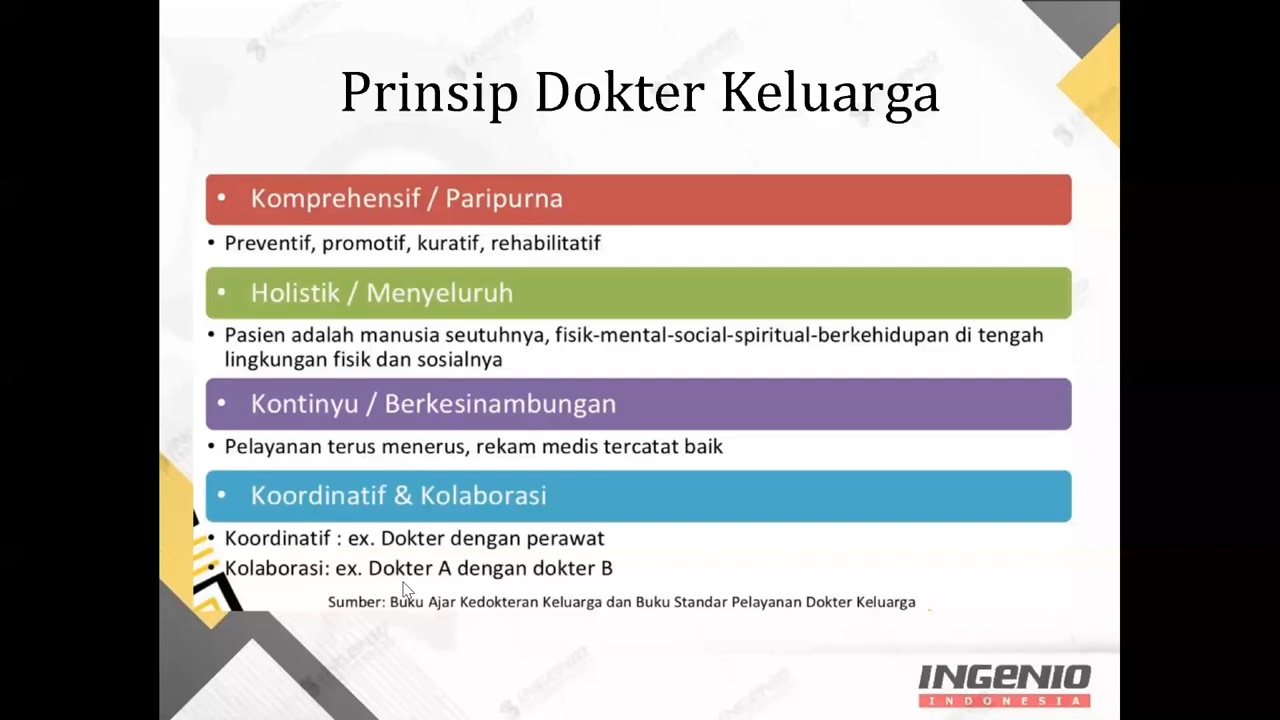 Prinsip Dokter Keluarga
• Komprehensif / Paripurna
• Preventif, promotif, kuratif, rehabilitatif
• Holistik / Menyeluruh
• Pasien adalah manusia seutuhnya, fisik-mental-social-spiritual-berkehidupan di tengah
lingkungan fisik dan sosialnya
• Kontinyu / Berkesinambungan
• Pelayanan terus menerus, rekam medis tercatat baik
• Koordinatif & Kolaborasi
• Koordinatif : ex. Dokter dengan perawat
• Kolaborasi: ex. Dokter A dengan dokter B
Sumber: Buku Ajar Kedokteran Keluarga dan Buku Standar Pelayanan Dokter Keluarga
INGENIO
INDONESIA